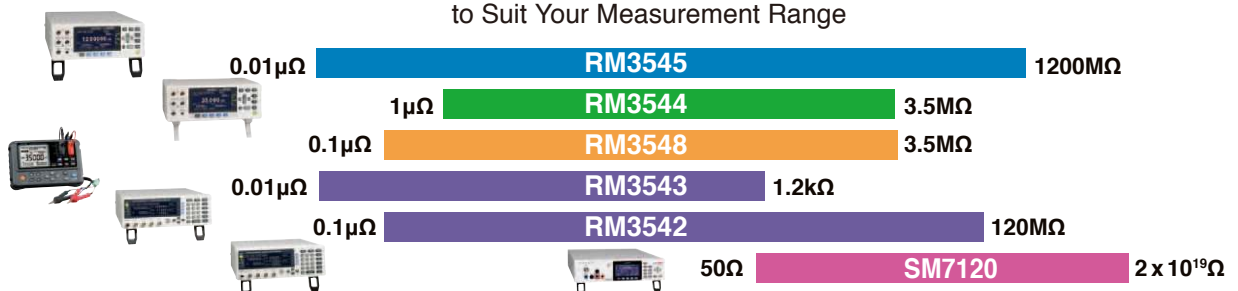 to Suit Your Measurement Range
0.01µΩ RM3545 1200MΩ
1µΩ RM3544 3.5MΩ
0.1µΩ RM3548 3.5MΩ
0.01µΩ RM3543 1.2kΩ
0.1µΩ RM3542 120MΩ
50Ω SM7120 2 x 10¹⁹Ω